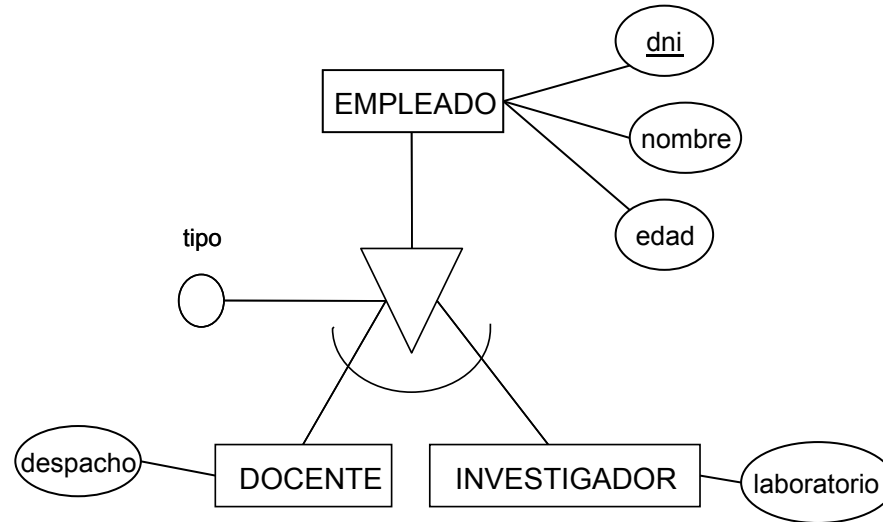 dni
EMPLEADO
nombre
edad
tipo
despacho
DOCENTE
INVESTIGADOR
laboratorio